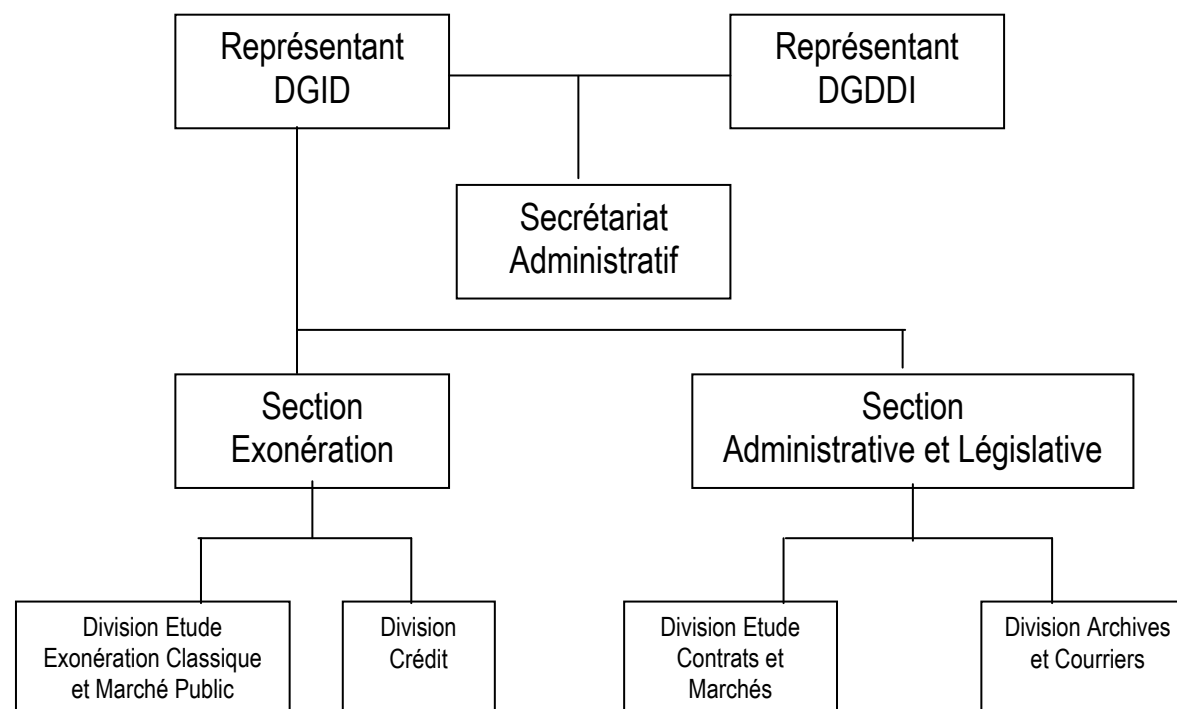 Représentant
DGID
Représentant
DGDDI
Secrétariat
Administratif
Section
Exonération
Section
Administrative et Législative
Division Etude
Exonération Classique
et Marché Public
Division
Crédit
Division Etude
Contrats et
Marchés
Division Archives
et Courriers